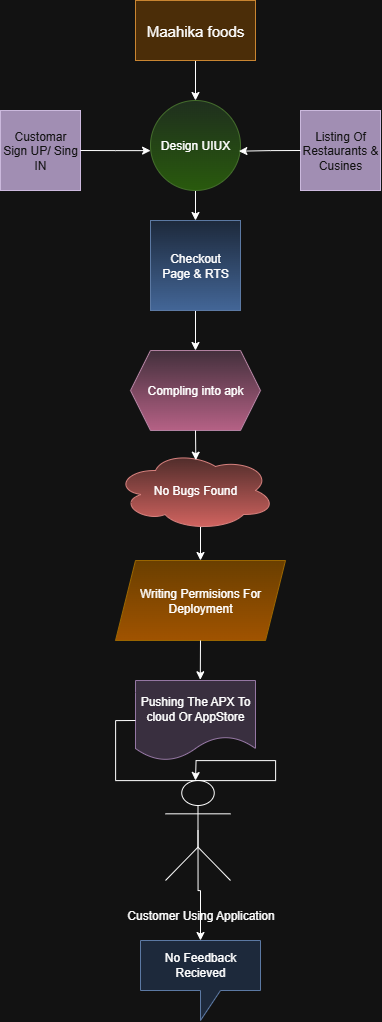 Maahika foods
Customar
Sign UP/ Sing
IN
Design UIUX
Listing Of
Restaurants &
Cusines
Checkout
Page & RTS
Compling into apk
No Bugs Found
Writing Permisions For
Deployment
Pushing The APX To
cloud Or AppStore
Customer Using Application
No Feedback
Recieved